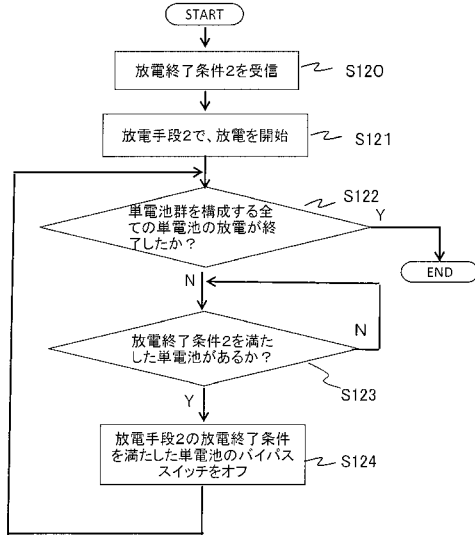 START
放電終了条件2を受信
S120
放電手段2で、放電を開始
S121
S122
単電池群を構成する全
ての単電池の放電が終
了したか？
Y
END
N
放電終了条件2を満た
した単電池があるか？
N
S123
Y
放電手段2の放電終了条件
を満たした単電池のバイパス
スイッチをオフ
S124